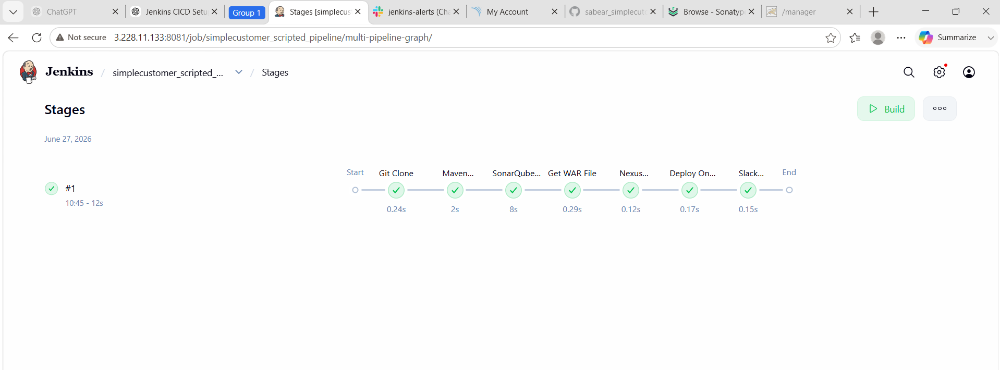 ChatGPT
Jenkins CICD Setu
Group 1
Stages [simplecus
jenkins-alerts (Cha
My Account
sabear_simplecuto
Browse - Sonatype
/manager
Not secure
3.228.11.133:8081/job/simplecustomer_scripted_pipeline/multi-pipeline-graph/
Summarize
Jenkins / simplecustomer_scripted_... / Stages
Stages
Build
June 27, 2026
Start
Git Clone
Maven...
SonarQube...
Get WAR File
Nexus...
Deploy On...
Slack...
End
#1
10:45 - 12s
0.24s
2s
8s
0.29s
0.12s
0.17s
0.15s